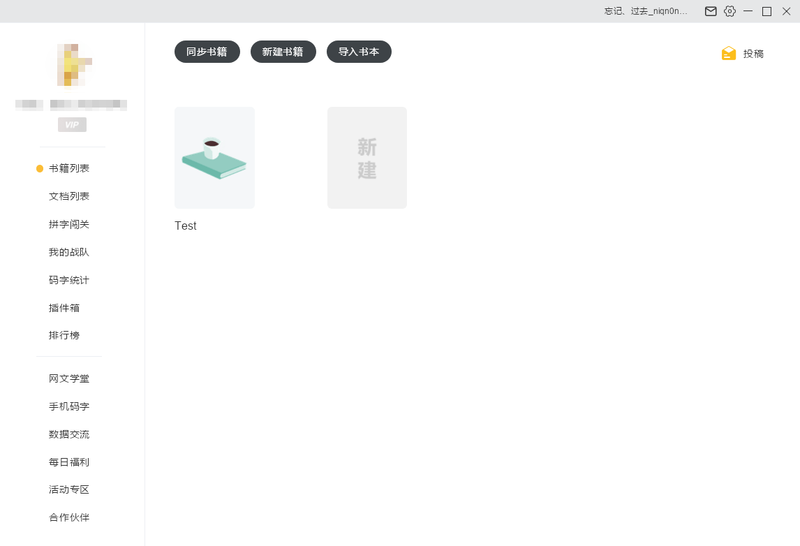 忘记、过去_niqn0n...
VIP
书籍列表
文档列表
拼字闯关
我的战队
码字统计
插件箱
排行榜
网文学堂
手机码字
数据交流
每日福利
活动专区
合作伙伴
同步书籍 新建书籍 导入书本 投稿
新
建
Test